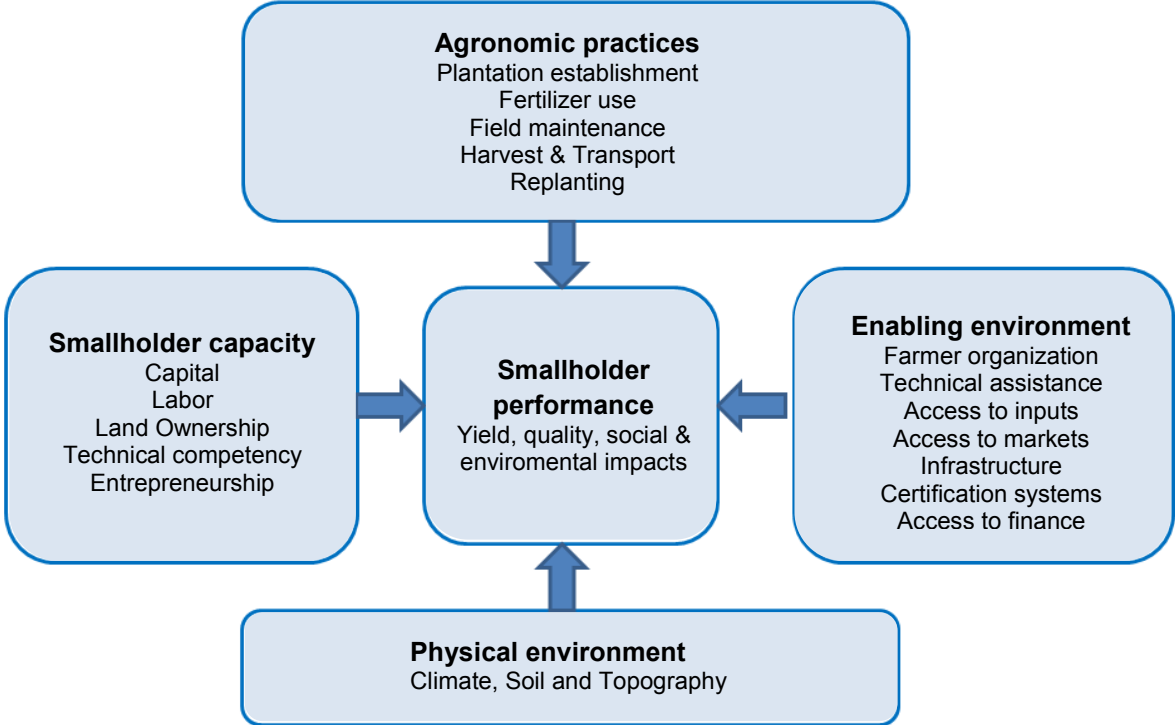 Agronomic practices
Plantation establishment
Fertilizer use
Field maintenance
Harvest & Transport
Replanting
Smallholder capacity
Capital
Labor
Land Ownership
Technical competency
Entrepreneurship
Smallholder
performance
Yield, quality, social &
enviromental impacts
Enabling environment
Farmer organization
Technical assistance
Access to inputs
Access to markets
Infrastructure
Certification systems
Access to finance
Physical environment
Climate, Soil and Topography